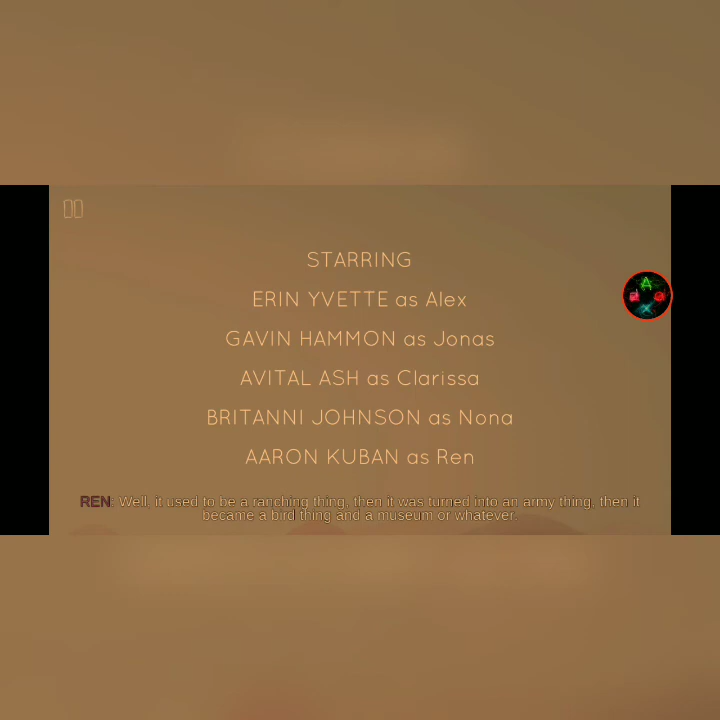 STARRING
ERIN YVETTE as Alex
GAVIN HAMMON as Jonas
AVITAL ASH as Clarissa
BRITANNI JOHNSON as Nona
AARON KUBAN as Ren
REN: Well, it used to be a ranching thing, then it was turned into an army thing, then it
became a bird thing and a museum or whatever.